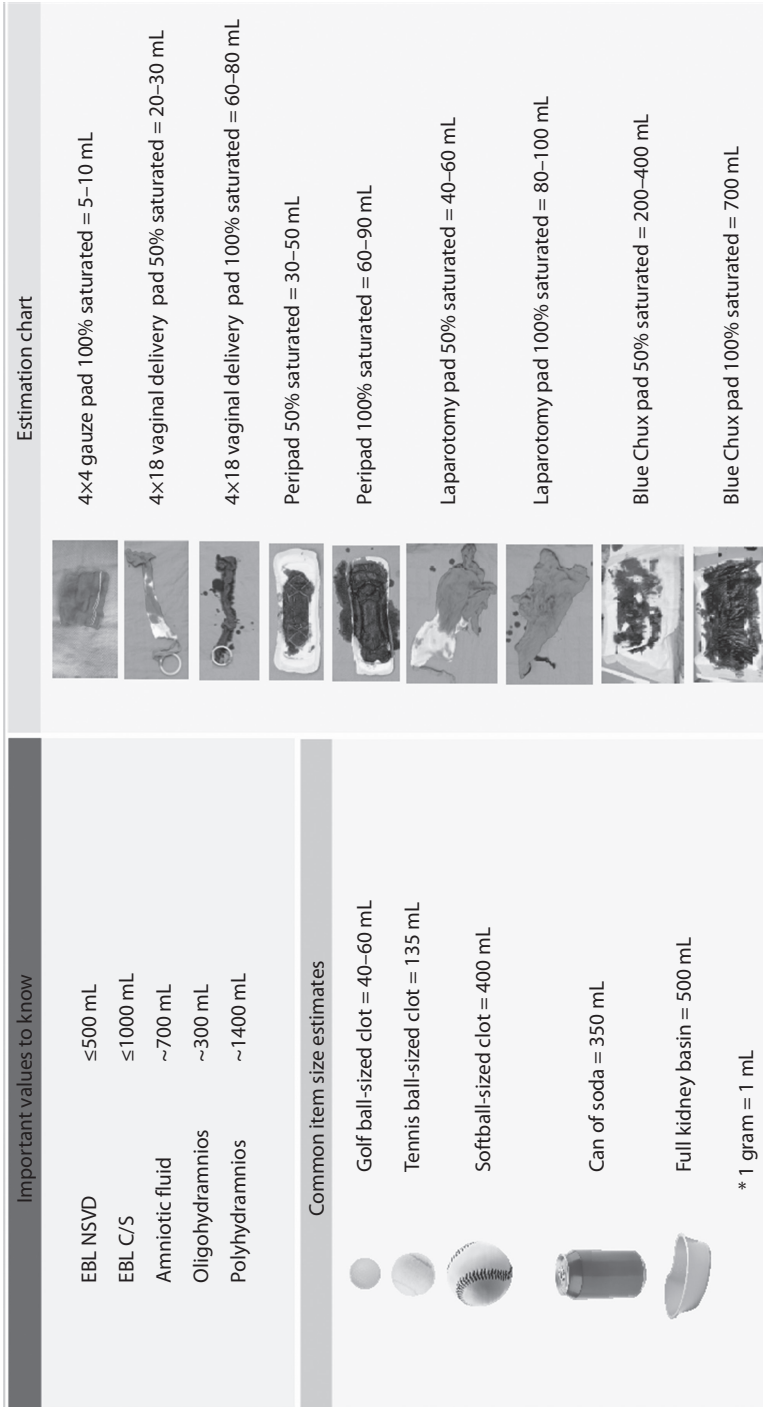 Important values to know
EBL NSVD ≤500 mL
EBL C/S ≤1000 mL
Amniotic fluid ~700 mL
Oligohydramnios ~300 mL
Polyhydramnios ~1400 mL
Common item size estimates
Golf ball-sized clot = 40–60 mL
Tennis ball-sized clot = 135 mL
Softball-sized clot = 400 mL
Can of soda = 350 mL
Full kidney basin = 500 mL
* 1 gram = 1 mL
Estimation chart
4×4 gauze pad 100% saturated = 5–10 mL
4×18 vaginal delivery pad 50% saturated = 20–30 mL
4×18 vaginal delivery pad 100% saturated = 60–80 mL
Peripad 50% saturated = 30–50 mL
Peripad 100% saturated = 60–90 mL
Laparotomy pad 50% saturated = 40–60 mL
Laparotomy pad 100% saturated = 80–100 mL
Blue Chux pad 50% saturated = 200–400 mL
Blue Chux pad 100% saturated = 700 mL